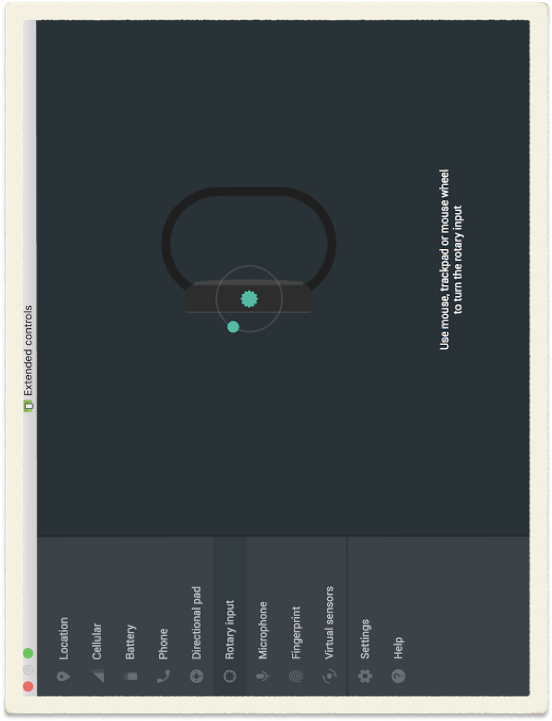 Extended controls
Location
Cellular
Battery
Phone
Directional pad
Rotary input
Microphone
Fingerprint
Virtual sensors
Settings
Help
Use mouse, trackpad or mouse wheel
to turn the rotary input